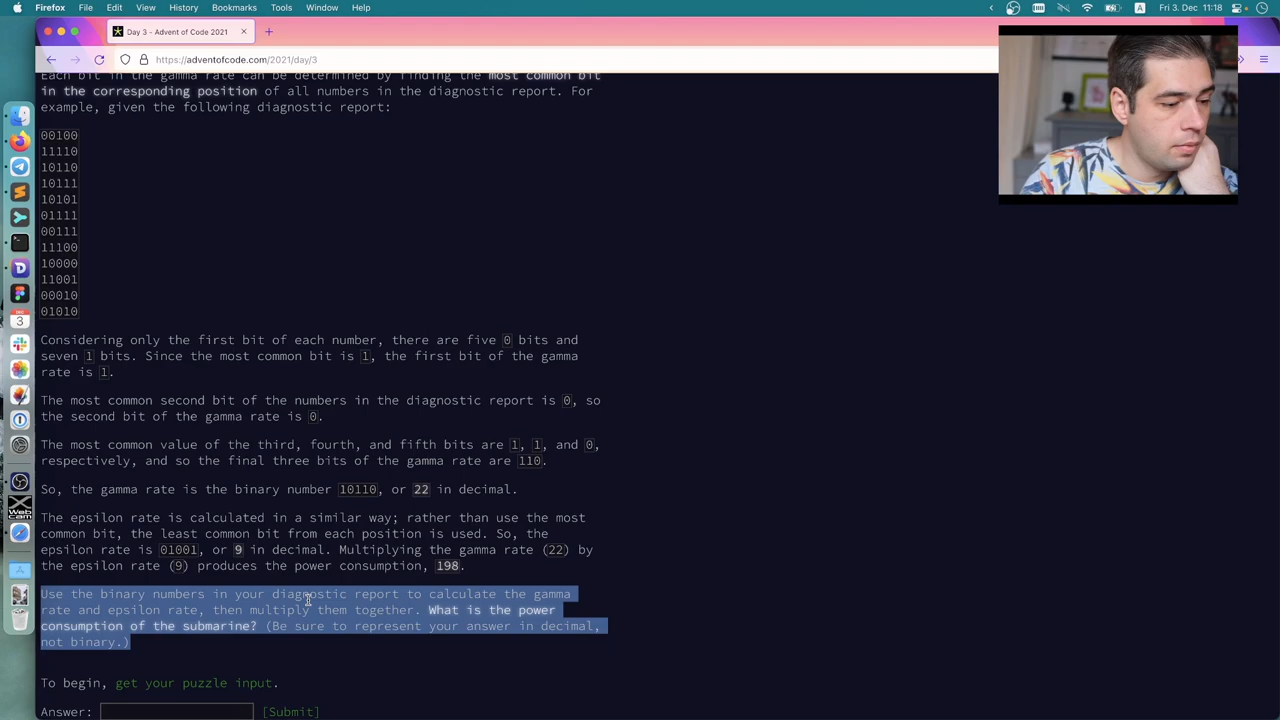 Firefox File Edit View History Bookmarks Tools Window Help A Fri 3. Dec 11:18
Day 3 - Advent of Code 2021
https://adventofcode.com/2021/day/3
Each bit in the gamma rate can be determined by finding the most common bit
in the corresponding position of all numbers in the diagnostic report. For
example, given the following diagnostic report:
00100
11110
10110
10111
10101
01111
00111
11100
10000
11001
00010
01010
Considering only the first bit of each number, there are five 0 bits and
seven 1 bits. Since the most common bit is 1, the first bit of the gamma
rate is 1.
The most common second bit of the numbers in the diagnostic report is 0, so
the second bit of the gamma rate is 0.
The most common value of the third, fourth, and fifth bits are 1, 1, and 0,
respectively, and so the final three bits of the gamma rate are 110.
So, the gamma rate is the binary number 10110, or 22 in decimal.
The epsilon rate is calculated in a similar way; rather than use the most
common bit, the least common bit from each position is used. So, the
epsilon rate is 01001, or 9 in decimal. Multiplying the gamma rate (22) by
the epsilon rate (9) produces the power consumption, 198.
Use the binary numbers in your diagnostic report to calculate the gamma
rate and epsilon rate, then multiply them together. What is the power
consumption of the submarine? (Be sure to represent your answer in decimal,
not binary.)
To begin, get your puzzle input.
Answer: [Submit]
DEC
3
X
Web
cam